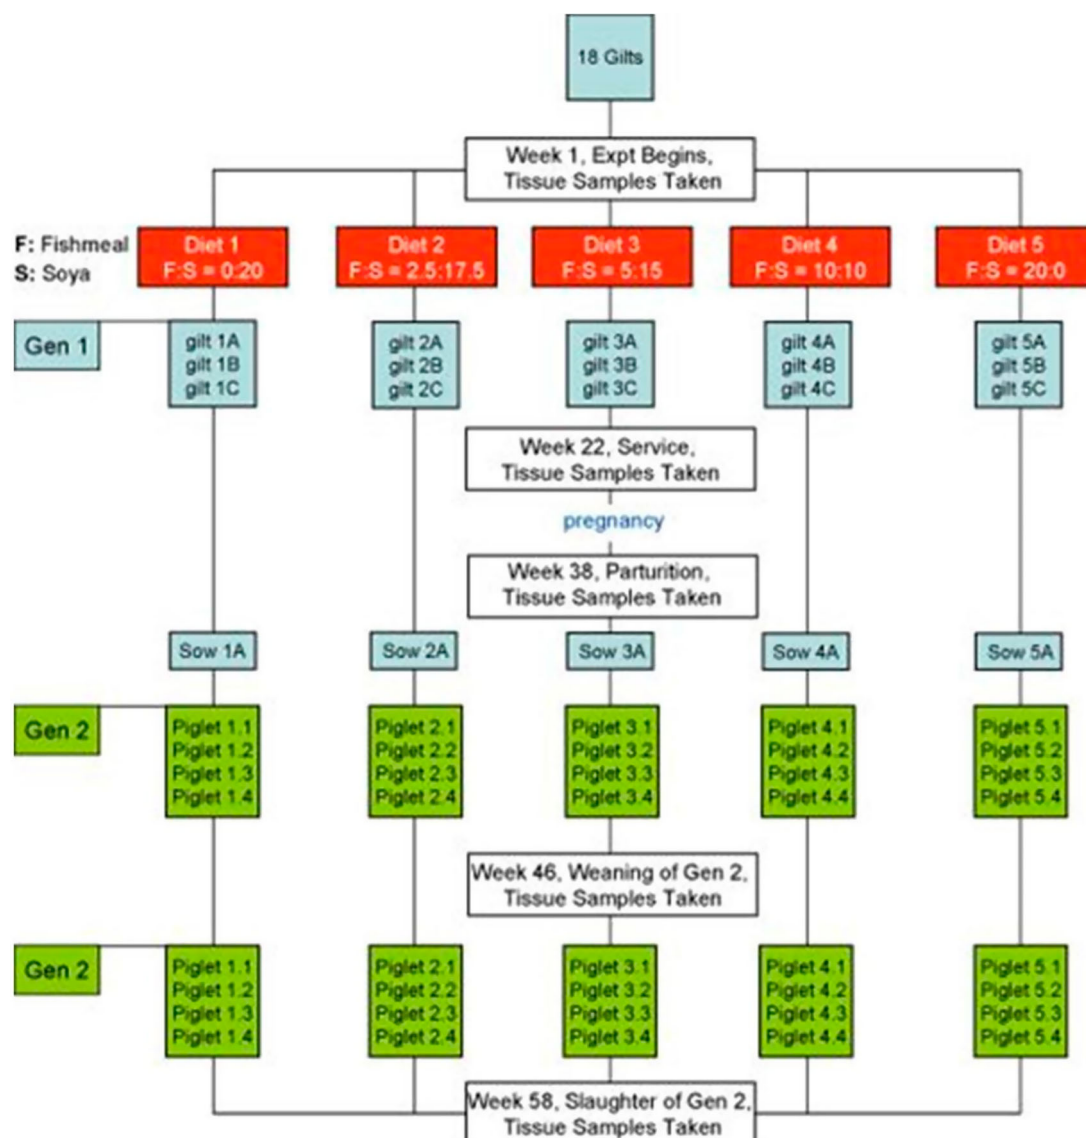 18 Gilts
Week 1, Expt Begins,
Tissue Samples Taken
F: Fishmeal
S: Soya
Diet 1
F:S = 0:20
Diet 2
F:S = 2.5:17.5
Diet 3
F:S = 5:15
Diet 4
F:S = 10:10
Diet 5
F:S = 20:0
Gen 1
gilt 1A
gilt 1B
gilt 1C
gilt 2A
gilt 2B
gilt 2C
gilt 3A
gilt 3B
gilt 3C
gilt 4A
gilt 4B
gilt 4C
gilt 5A
gilt 5B
gilt 5C
Week 22, Service,
Tissue Samples Taken
pregnancy
Week 38, Parturition,
Tissue Samples Taken
Sow 1A
Sow 2A
Sow 3A
Sow 4A
Sow 5A
Gen 2
Piglet 1.1
Piglet 1.2
Piglet 1.3
Piglet 1.4
Piglet 2.1
Piglet 2.2
Piglet 2.3
Piglet 2.4
Piglet 3.1
Piglet 3.2
Piglet 3.3
Piglet 3.4
Piglet 4.1
Piglet 4.2
Piglet 4.3
Piglet 4.4
Piglet 5.1
Piglet 5.2
Piglet 5.3
Piglet 5.4
Week 46, Weaning of Gen 2,
Tissue Samples Taken
Gen 2
Piglet 1.1
Piglet 1.2
Piglet 1.3
Piglet 1.4
Piglet 2.1
Piglet 2.2
Piglet 2.3
Piglet 2.4
Piglet 3.1
Piglet 3.2
Piglet 3.3
Piglet 3.4
Piglet 4.1
Piglet 4.2
Piglet 4.3
Piglet 4.4
Piglet 5.1
Piglet 5.2
Piglet 5.3
Piglet 5.4
Week 58, Slaughter of Gen 2,
Tissue Samples Taken